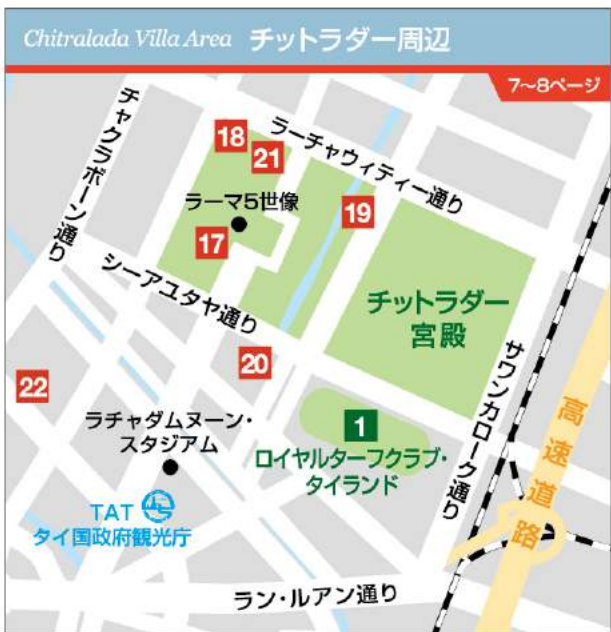 Chitralada Villa Area チットラダー周辺
7〜8ページ
チャクラボーン通り
18
21
ラーチャウィティー通り
ラーマ5世像
19
17
シーアユタヤ通り
チットラダー
宮殿
20
22
サワンカローク通り
ラチャダムヌーン・
スタジアム
1
ロイヤルターフクラブ・
タイランド
高速道路
TAT
タイ国政府観光庁
ラン・ルアン通り